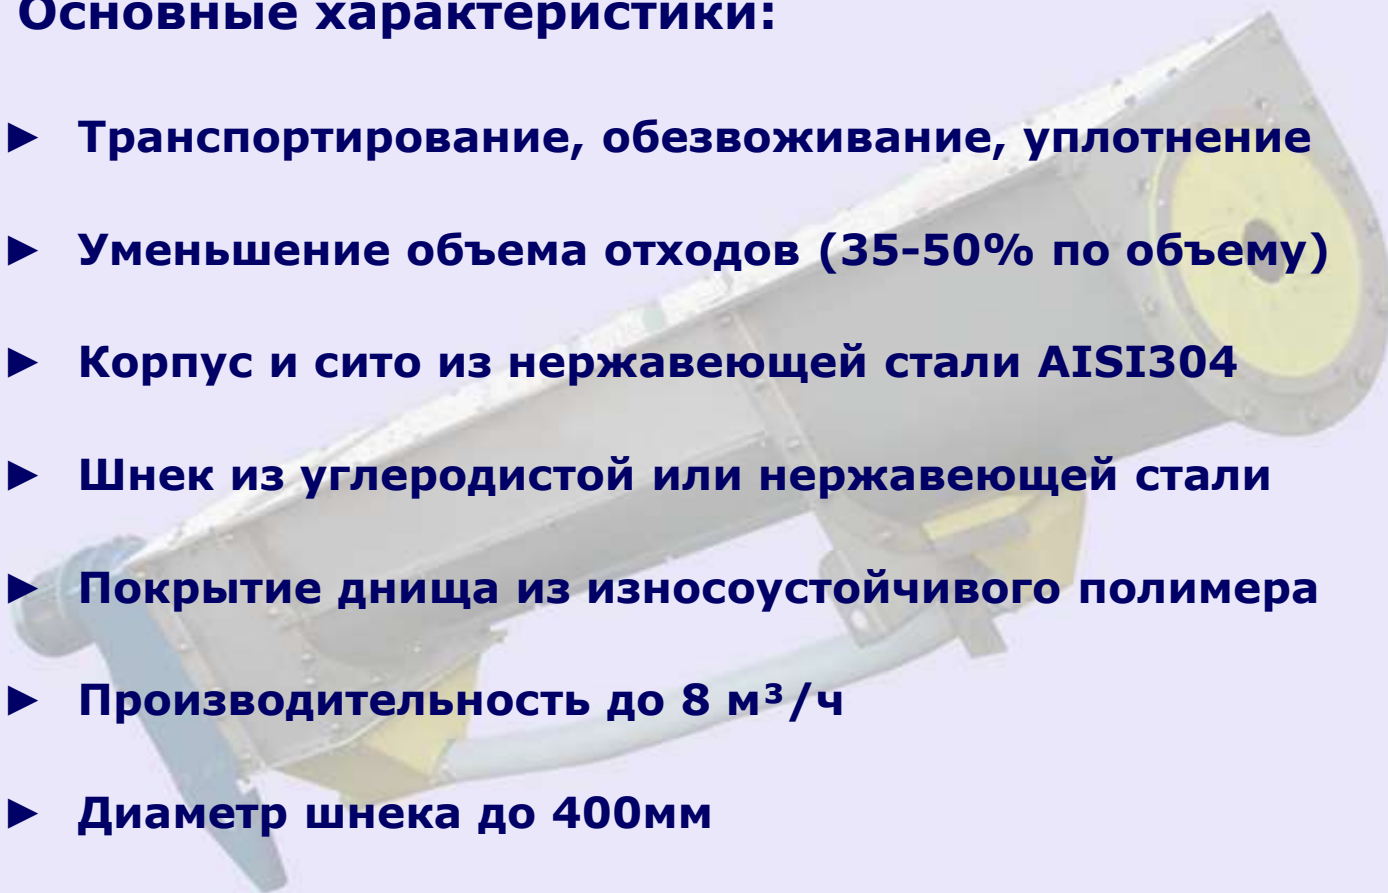 Основные характеристики:
► Транспортирование, обезвоживание, уплотнение
► Уменьшение объема отходов (35-50% по объему)
► Корпус и сито из нержавеющей стали AISI304
► Шнек из углеродистой или нержавеющей стали
► Покрытие днища из износоустойчивого полимера
► Производительность до 8 м³/ч
► Диаметр шнека до 400мм